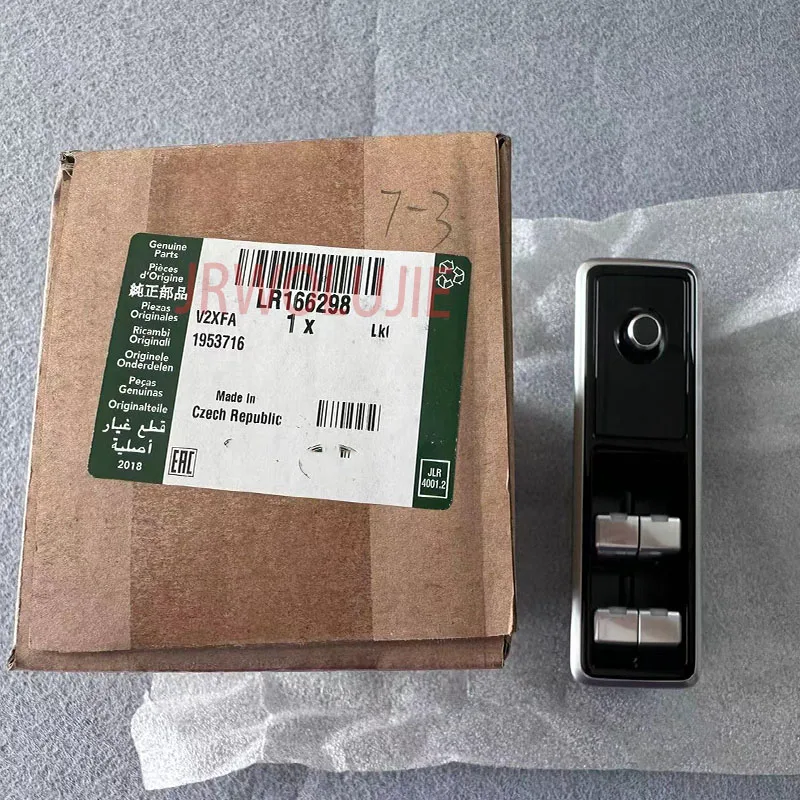 7-3
Genuine
Parts
Pièces
d'Origine
純正部品
Piezas
Originales
Ricambi
Originali
Originele
Onderdelen
Peças
Genuínas
Originalteile
قطع غيار
أصلية
2018
JRWOLUJIE
LR166298
V2XFA
1 X
Lkl
1953716
Made In
Czech Republic
EAC
JLR
4001.2